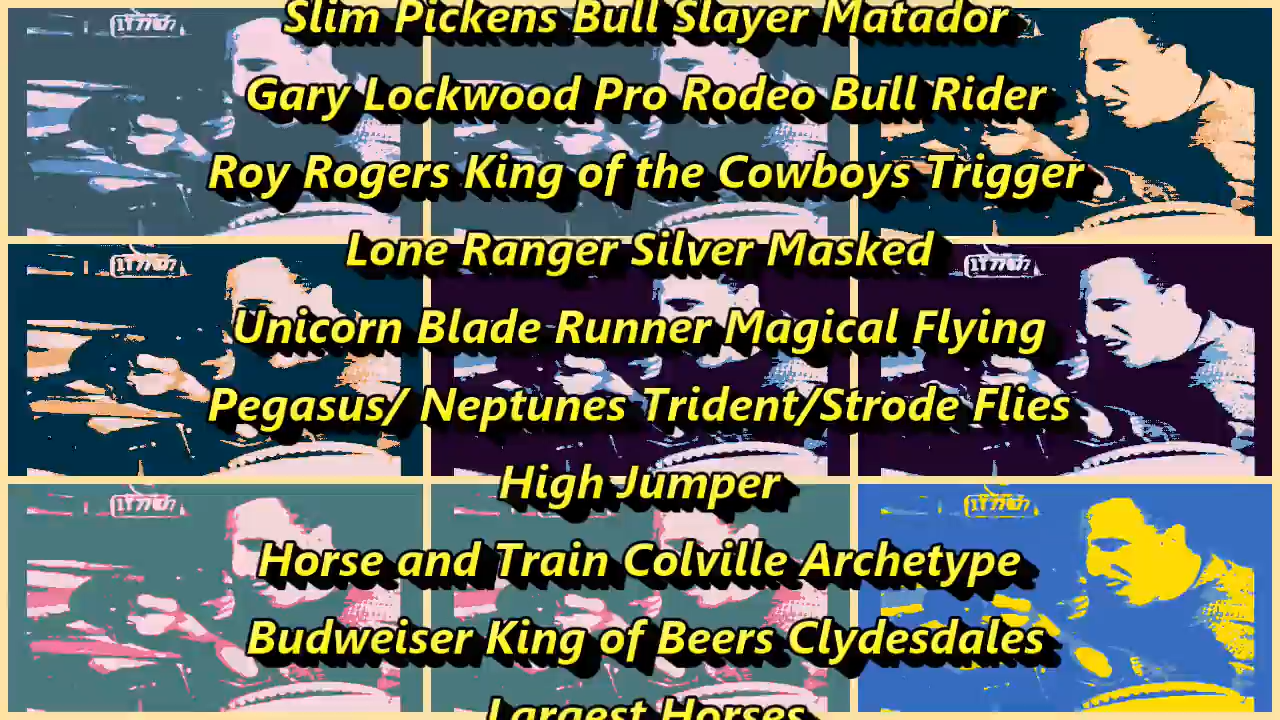 Slim Pickens Bull Slayer Matador
Gary Lockwood Pro Rodeo Bull Rider
Roy Rogers King of the Cowboys Trigger
Lone Ranger Silver Masked
Unicorn Blade Runner Magical Flying
Pegasus/ Neptunes Trident/Strode Flies
High Jumper
Horse and Train Colville Archetype
Budweiser King of Beers Clydesdales
Largest Horses